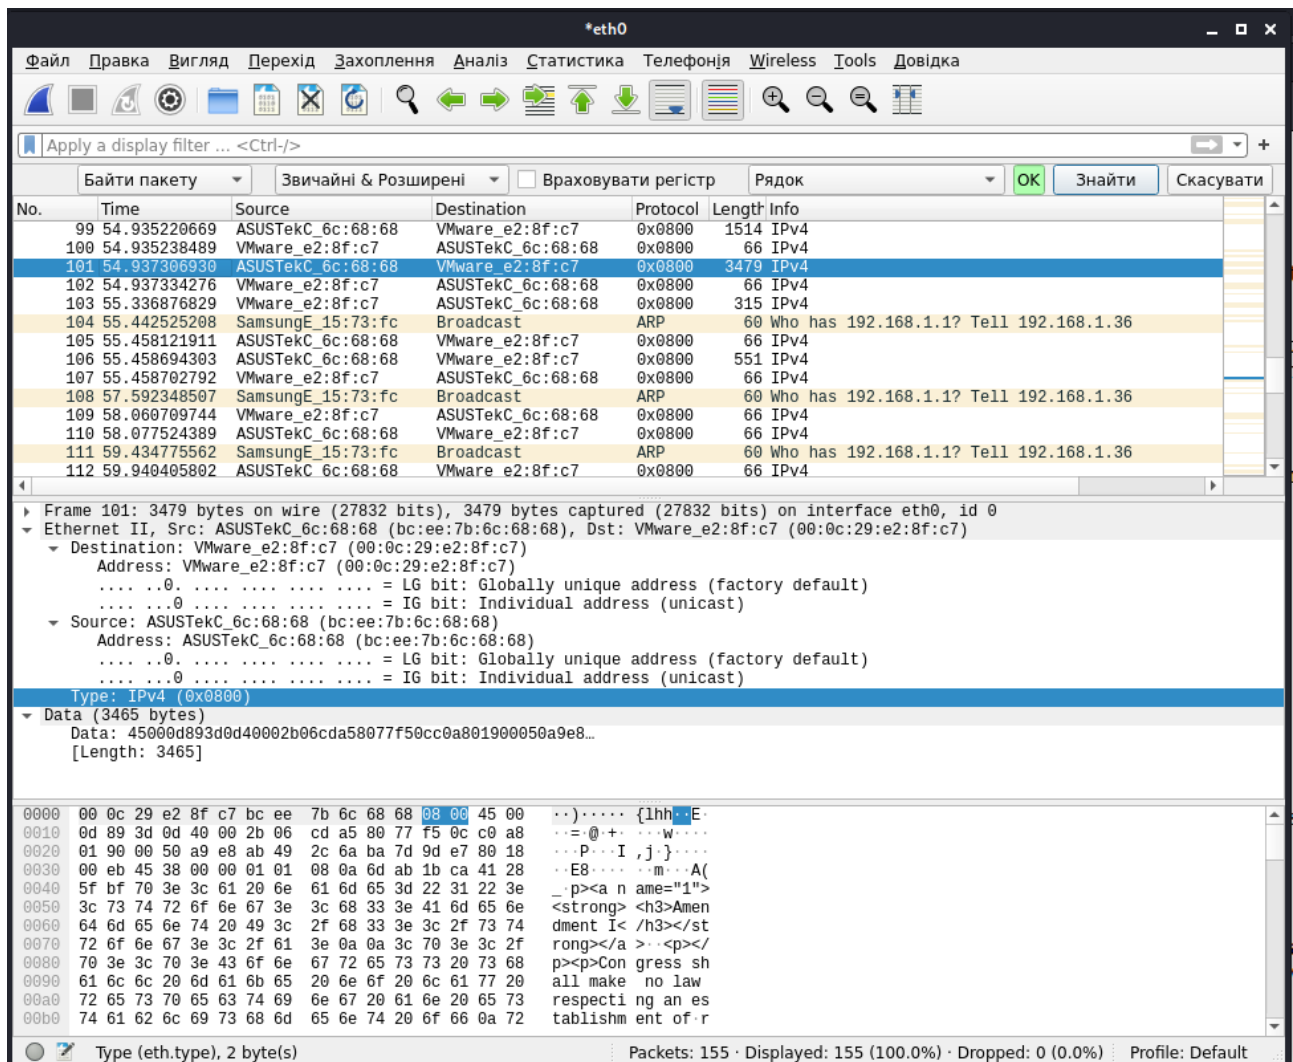 *eth0
Файл Правка Вигляд Перехід Захоплення Аналіз Статистика Телефонія Wireless Tools Довідка
Apply a display filter ... <Ctrl-/>
Байти пакету Звичайні & Розширені Враховувати регістр Рядок OK Знайти Скасувати
No. Time Source Destination Protocol Length Info
99 54.935220669 ASUSTekC_6c:68:68 VMware_e2:8f:c7 0x0800 1514 IPv4
100 54.935238489 VMware_e2:8f:c7 ASUSTekC_6c:68:68 0x0800 66 IPv4
101 54.937306930 ASUSTekC_6c:68:68 VMware_e2:8f:c7 0x0800 3479 IPv4
102 54.937334276 VMware_e2:8f:c7 ASUSTekC_6c:68:68 0x0800 66 IPv4
103 55.336876829 VMware_e2:8f:c7 ASUSTekC_6c:68:68 0x0800 315 IPv4
104 55.442525208 SamsungE_15:73:fc Broadcast ARP 60 Who has 192.168.1.1? Tell 192.168.1.36
105 55.458121911 ASUSTekC_6c:68:68 VMware_e2:8f:c7 0x0800 66 IPv4
106 55.458694303 ASUSTekC_6c:68:68 VMware_e2:8f:c7 0x0800 551 IPv4
107 55.458702792 VMware_e2:8f:c7 ASUSTekC_6c:68:68 0x0800 66 IPv4
108 57.592348507 SamsungE_15:73:fc Broadcast ARP 60 Who has 192.168.1.1? Tell 192.168.1.36
109 58.060709744 VMware_e2:8f:c7 ASUSTekC_6c:68:68 0x0800 66 IPv4
110 58.077524389 ASUSTekC_6c:68:68 VMware_e2:8f:c7 0x0800 66 IPv4
111 59.434775562 SamsungE_15:73:fc Broadcast ARP 60 Who has 192.168.1.1? Tell 192.168.1.36
112 59.940405802 ASUSTekC_6c:68:68 VMware_e2:8f:c7 0x0800 66 IPv4
Frame 101: 3479 bytes on wire (27832 bits), 3479 bytes captured (27832 bits) on interface eth0, id 0
Ethernet II, Src: ASUSTekC_6c:68:68 (bc:ee:7b:6c:68:68), Dst: VMware_e2:8f:c7 (00:0c:29:e2:8f:c7)
Destination: VMware_e2:8f:c7 (00:0c:29:e2:8f:c7)
Address: VMware_e2:8f:c7 (00:0c:29:e2:8f:c7)
.... ..0. .... .... .... .... = LG bit: Globally unique address (factory default)
.... ...0 .... .... .... .... = IG bit: Individual address (unicast)
Source: ASUSTekC_6c:68:68 (bc:ee:7b:6c:68:68)
Address: ASUSTekC_6c:68:68 (bc:ee:7b:6c:68:68)
.... ..0. .... .... .... .... = LG bit: Globally unique address (factory default)
.... ...0 .... .... .... .... = IG bit: Individual address (unicast)
Type: IPv4 (0x0800)
Data (3465 bytes)
Data: 45000d893d0d40002b06cda58077f50cc0a801900050a9e8…
[Length: 3465]
0000 00 0c 29 e2 8f c7 bc ee 7b 6c 68 68 08 00 45 00 ··)····· {lhh··E·
0010 0d 89 3d 0d 40 00 2b 06 cd a5 80 77 f5 0c c0 a8 ··=·@·+· ···w····
0020 01 90 00 50 a9 e8 ab 49 2c 6a ba 7d 9d e7 80 18 ···P···I ,j·}····
0030 00 eb 45 38 00 00 01 01 08 0a 6d ab 1b ca 41 28 ··E8···· ··m···A(
0040 5f bf 70 3e 3c 61 20 6e 61 6d 65 3d 22 31 22 3e _·p><a n ame="1">
0050 3c 73 74 72 6f 6e 67 3e 3c 68 33 3e 41 6d 65 6e <strong> <h3>Amen
0060 64 6d 65 6e 74 20 49 3c 2f 68 33 3e 3c 2f 73 74 dment I< /h3></st
0070 72 6f 6e 67 3e 3c 2f 61 3e 0a 0a 3c 70 3e 3c 2f rong></a >··<p></
0080 70 3e 3c 70 3e 43 6f 6e 67 72 65 73 73 20 73 68 p><p>Con gress sh
0090 61 6c 6c 20 6d 61 6b 65 20 6e 6f 20 6c 61 77 20 all make  no law
00a0 72 65 73 70 65 63 74 69 6e 67 20 61 6e 20 65 73 respecti ng an es
00b0 74 61 62 6c 69 73 68 6d 65 6e 74 20 6f 66 0a 72 tablishm ent of·r
Type (eth.type), 2 byte(s) Packets: 155 · Displayed: 155 (100.0%) · Dropped: 0 (0.0%) Profile: Default